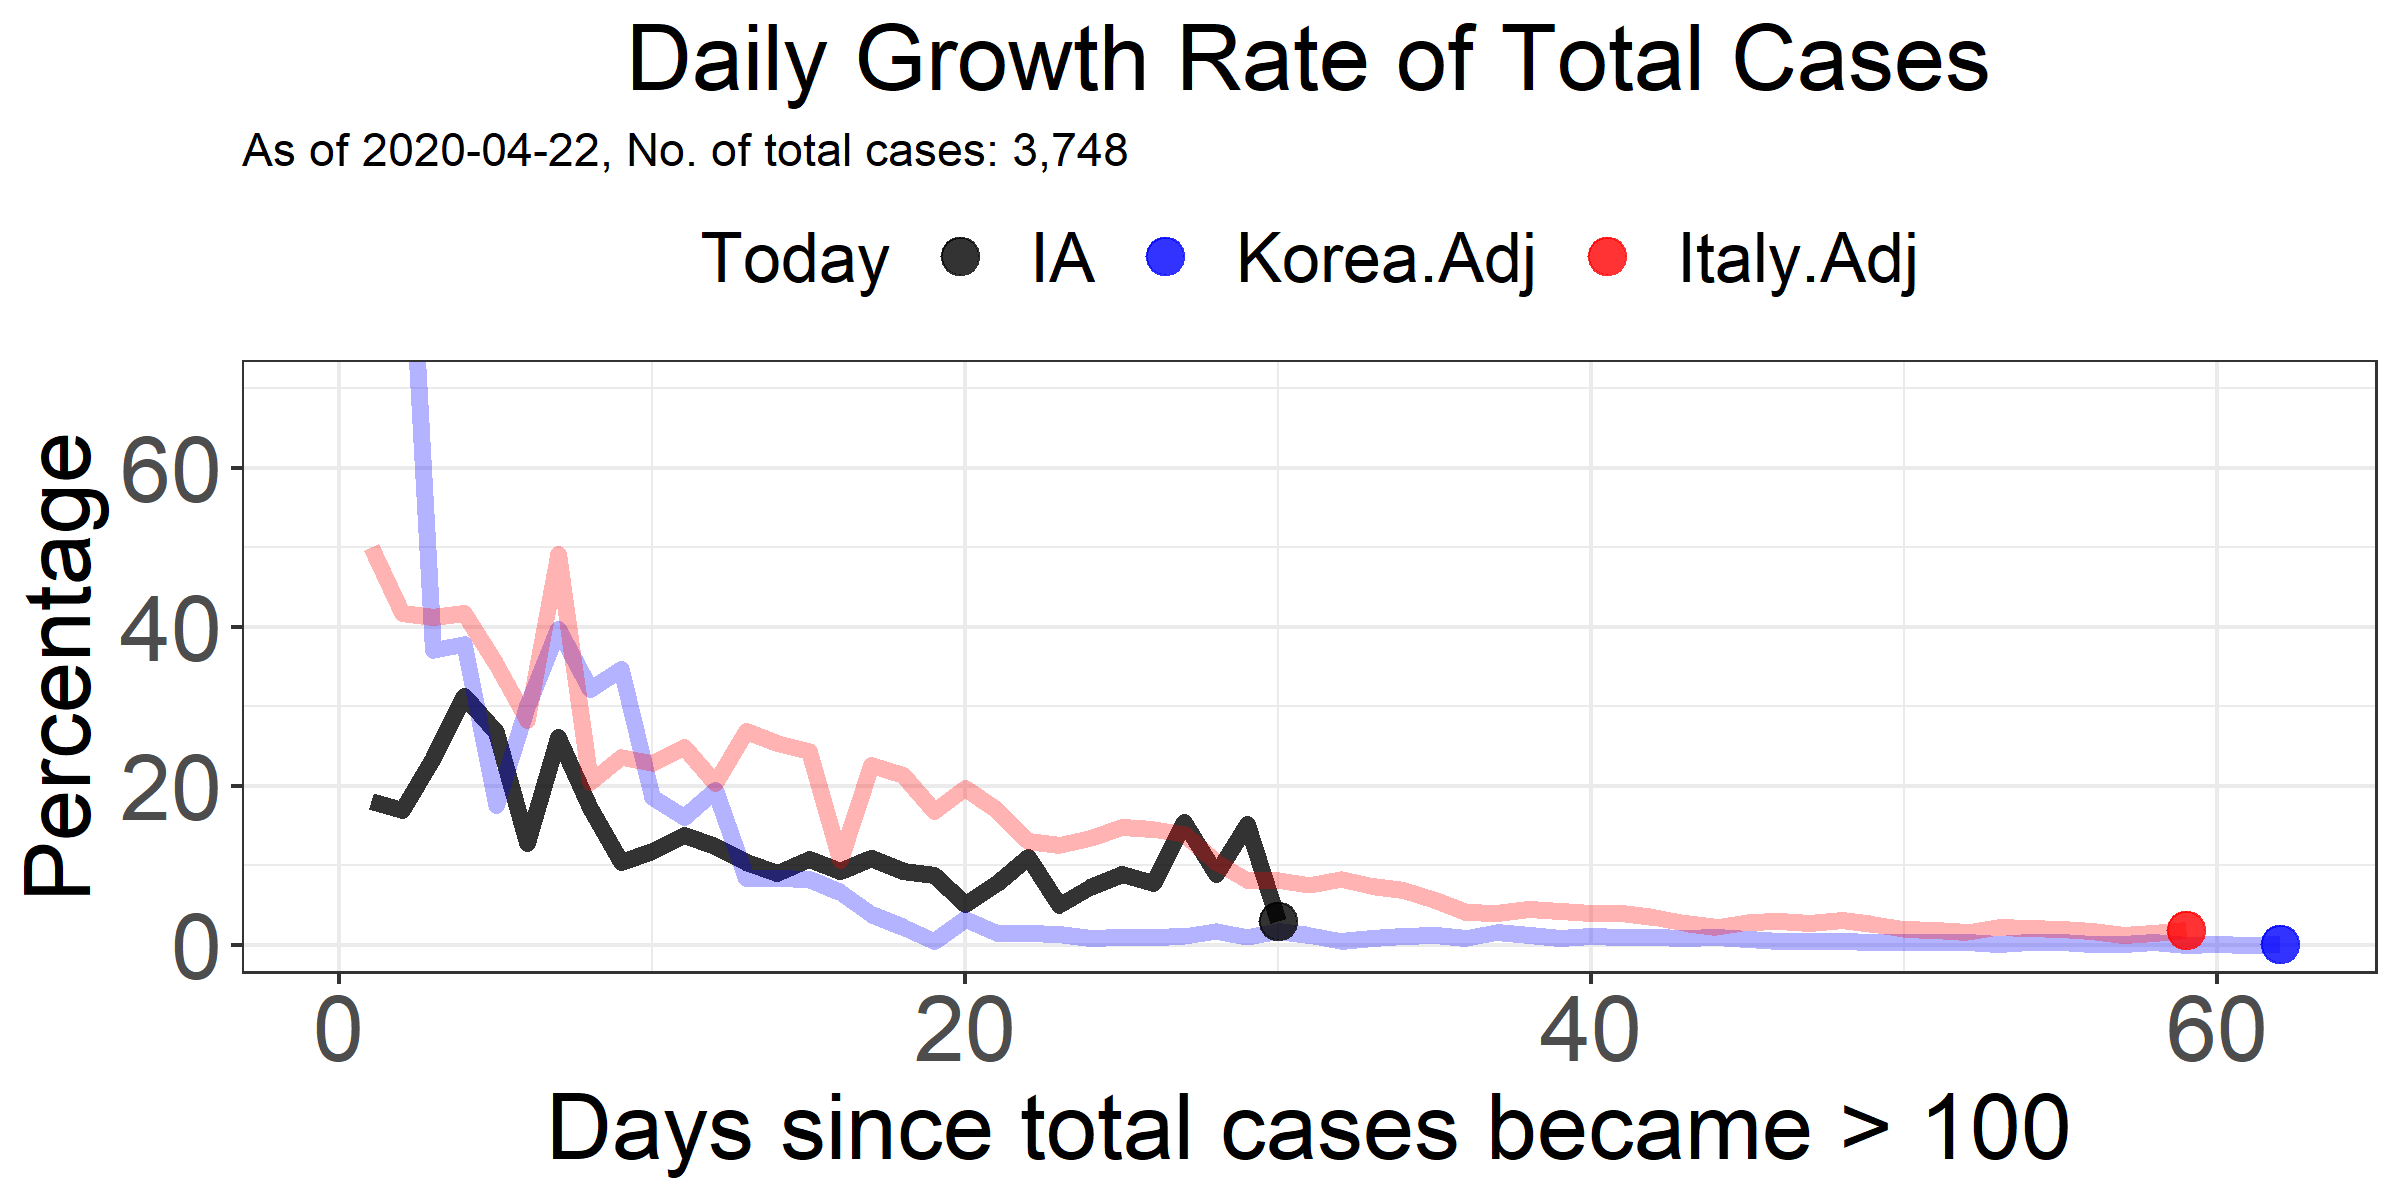 Daily Growth Rate of Total Cases
As of 2020-04-22, No. of total cases: 3,748
Today IA Korea.Adj Italy.Adj
Percentage
60
40
20
0
0 20 40 60
Days since total cases became > 100